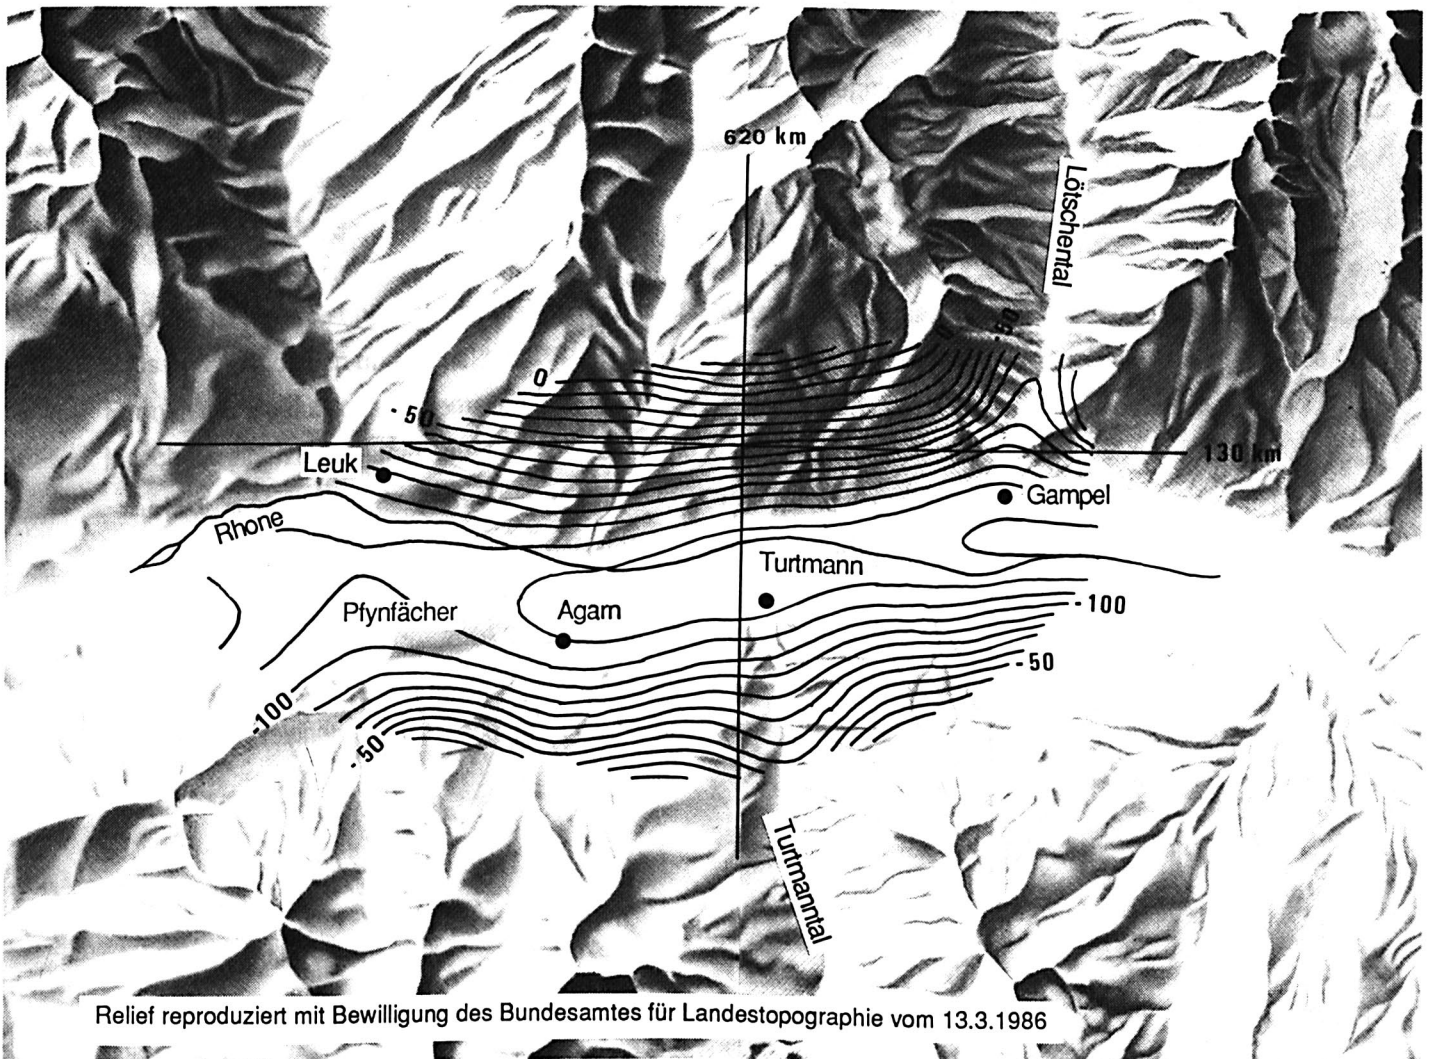 620 km
Lötschental
0
-50
0
-50
130 km
Leuk
Gampel
Rhone
Turtmann
Pfynfächer
Agarn
-100
-50
-100
-50
Turtmanntal
Relief reproduziert mit Bewilligung des Bundesamtes für Landestopographie vom 13.3.1986